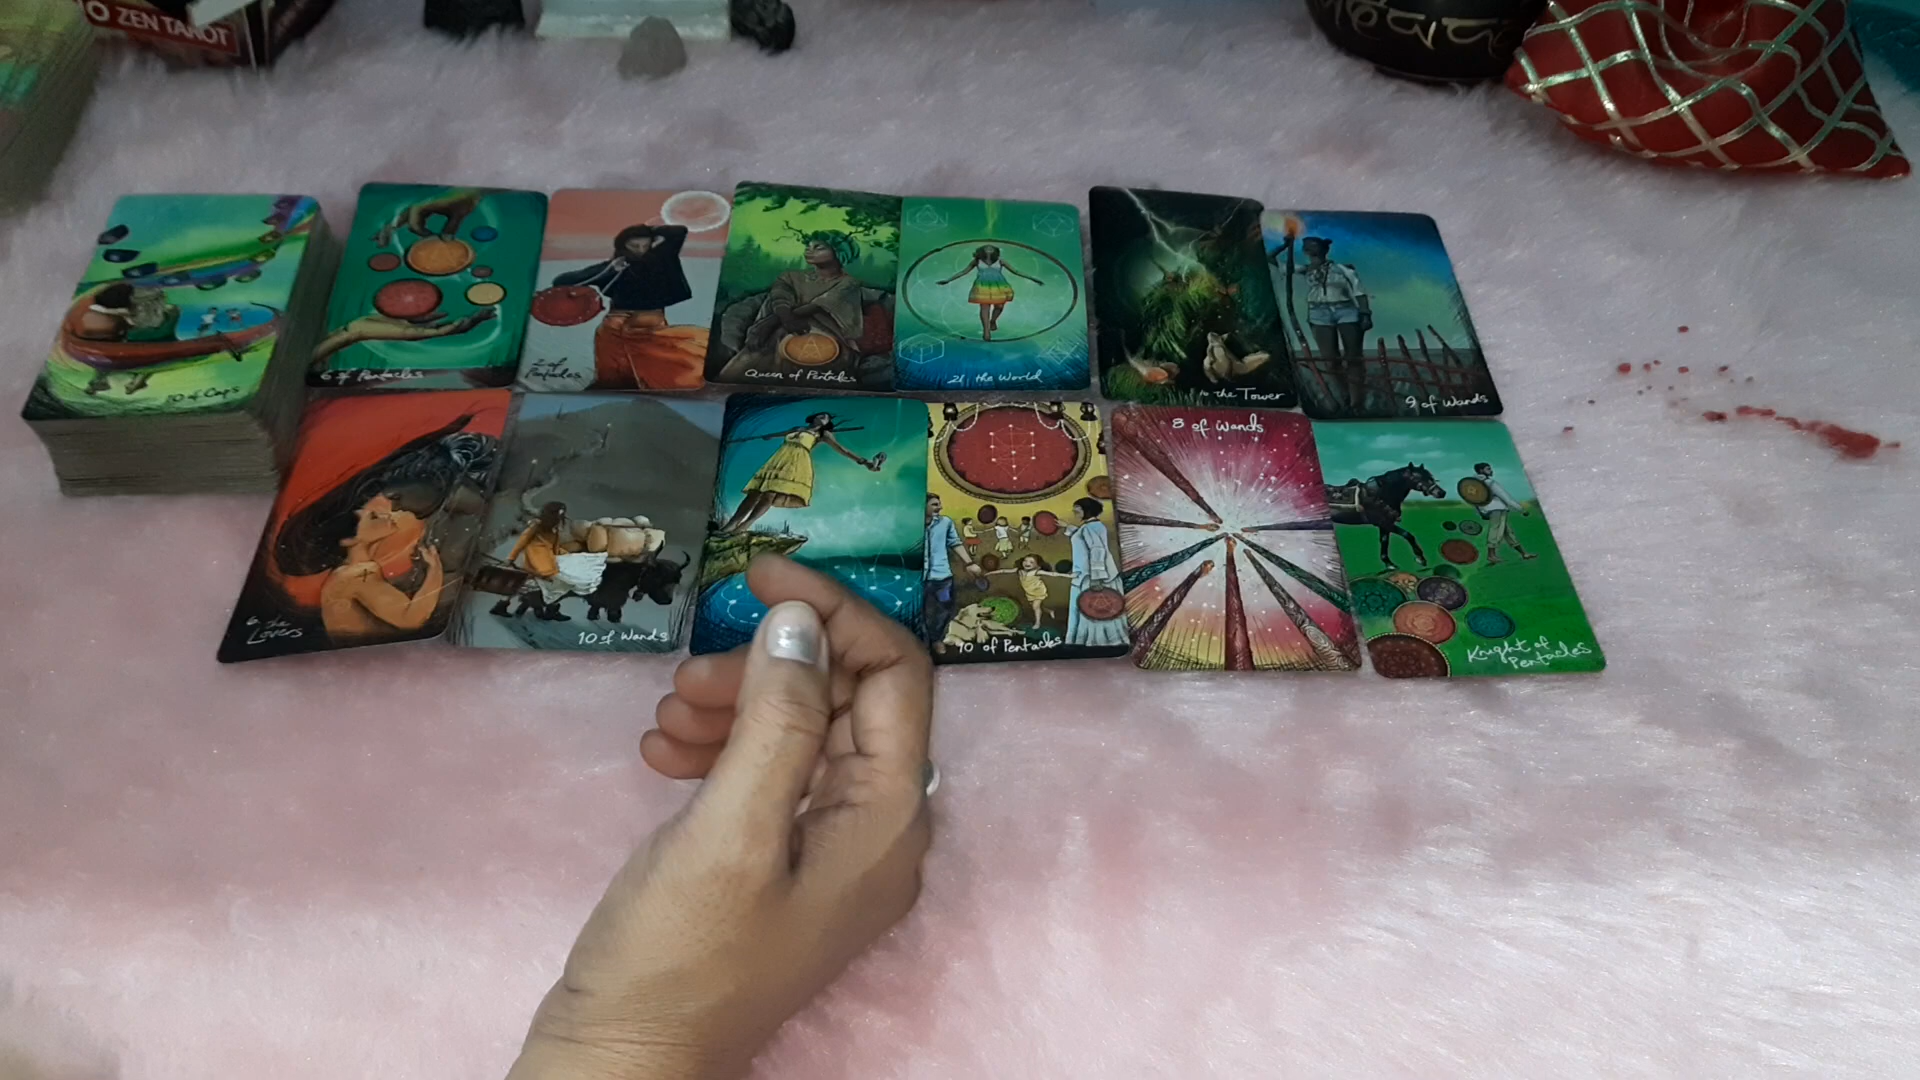 O ZEN TAROT
10 of Cups
6 of Pentacles
2 of
Pentacles
Queen of Penticles
21 the World
the Tower
9 of Wands
6 the
Lovers
10 of Wands
10 of Pentacles
8 of Wands
Knight of
Pentacles